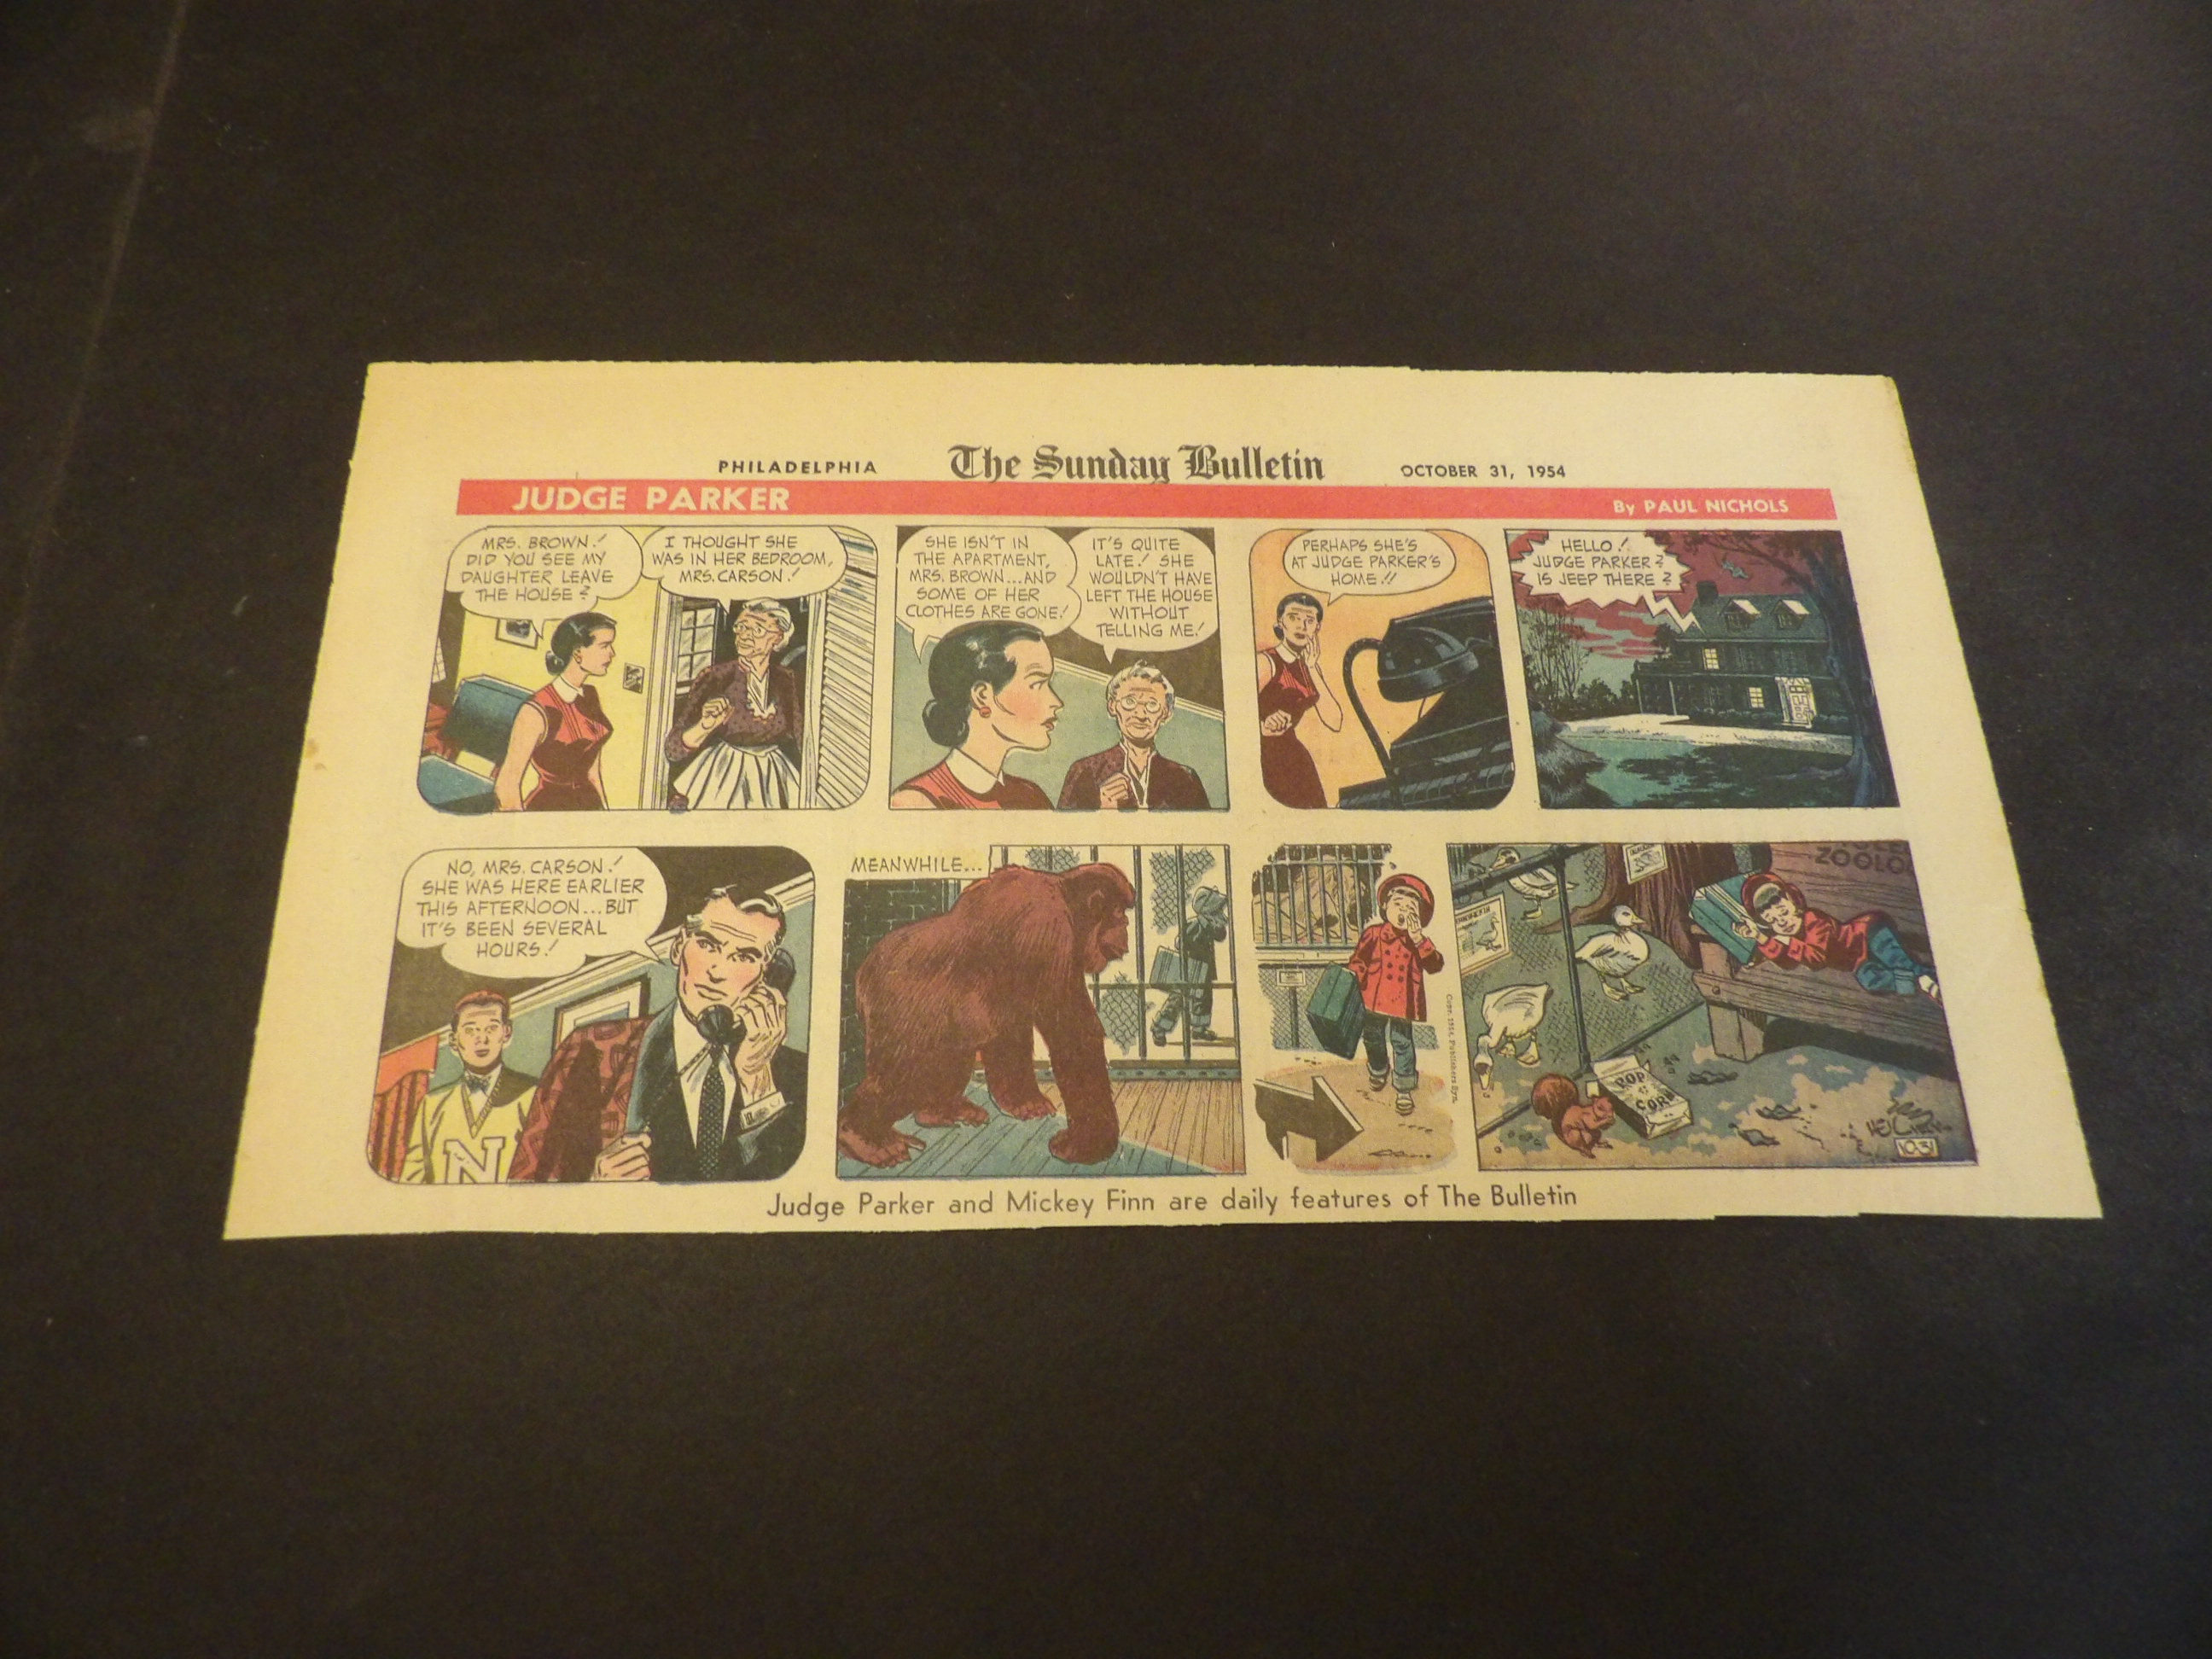 PHILADELPHIA The Sunday Bulletin OCTOBER 31, 1954
JUDGE PARKER By PAUL NICHOLS
MRS. BROWN!
DID YOU SEE MY
DAUGHTER LEAVE
THE HOUSE?
I THOUGHT SHE
WAS IN HER BEDROOM,
MRS. CARSON!
SHE ISN'T IN
THE APARTMENT,
MRS. BROWN...AND
SOME OF HER
CLOTHES ARE GONE!
IT'S QUITE
LATE! SHE
WOULDN'T HAVE
LEFT THE HOUSE
WITHOUT
TELLING ME!
PERHAPS SHE'S
AT JUDGE PARKER'S
HOME!!
HELLO!
JUDGE PARKER?
IS JEEP THERE?
NO, MRS. CARSON!
SHE WAS HERE EARLIER
THIS AFTERNOON...BUT
IT'S BEEN SEVERAL
HOURS!
N
MEANWHILE...
Copr. 1954, Publishers Syn.
ZOOLO
POP
CORN
10-31
Judge Parker and Mickey Finn are daily features of The Bulletin